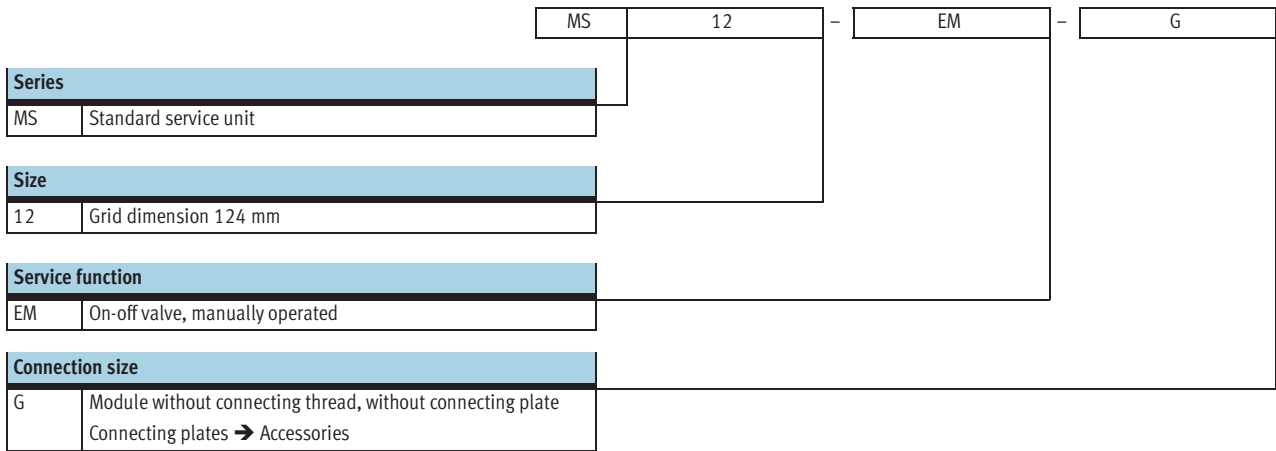 MS 12 – EM – G
Series
MS Standard service unit
Size
12 Grid dimension 124 mm
Service function
EM On-off valve, manually operated
Connection size
G Module without connecting thread, without connecting plate
Connecting plates ➔ Accessories